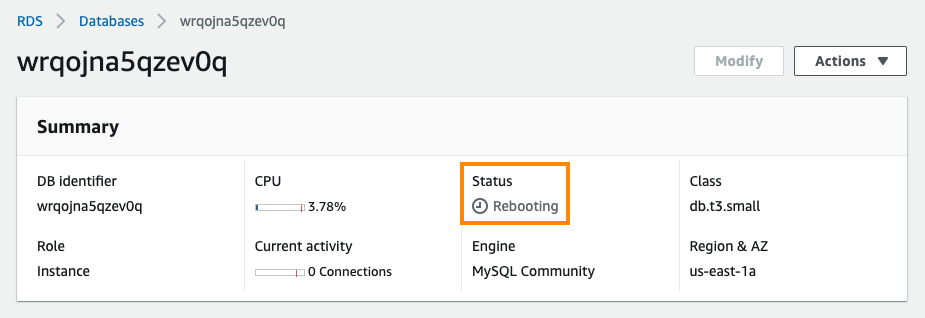 RDS > Databases > wrqojna5qzev0q
wrqojna5qzev0q
Modify
Actions ▼
Summary
DB identifier
wrqojna5qzev0q
CPU
3.78%
Status
Rebooting
Class
db.t3.small
Role
Instance
Current activity
0 Connections
Engine
MySQL Community
Region & AZ
us-east-1a